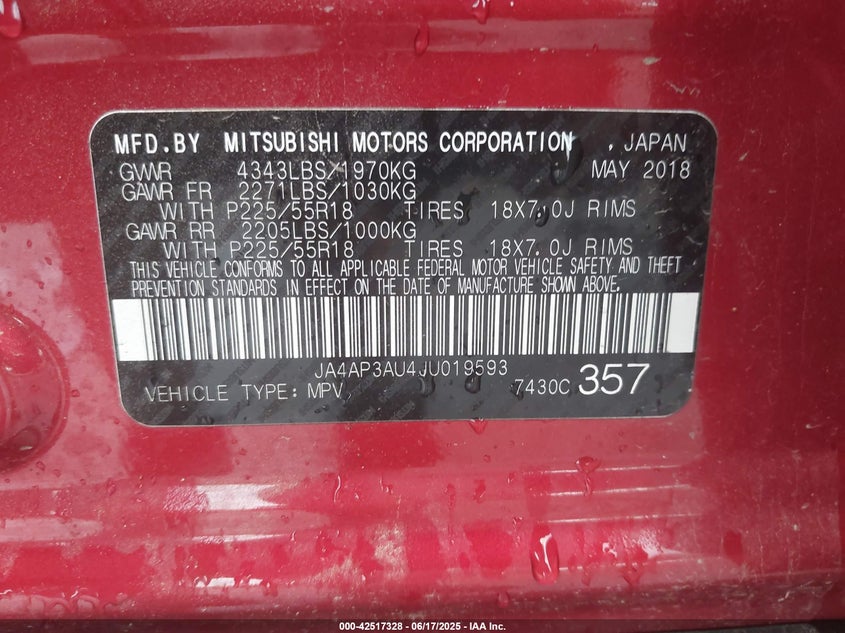 MFD.BY MITSUBISHI MOTORS CORPORATION , JAPAN
GVWR 4343LBS/1970KG MAY 2018
GAWR FR 2271LBS/1030KG
WITH P225/55R18 TIRES 18X7.0J RIMS
GAWR RR 2205LBS/1000KG
WITH P225/55R18 TIRES 18X7.0J RIMS
THIS VEHICLE CONFORMS TO ALL APPLICABLE FEDERAL MOTOR VEHICLE SAFETY AND THEFT
PREVENTION STANDARDS IN EFFECT ON THE DATE OF MANUFACTURE SHOWN ABOVE.
JA4AP3AU4JU019593
VEHICLE TYPE: MPV 7430C 357
000-42517328 - 06/17/2025 - IAA Inc.